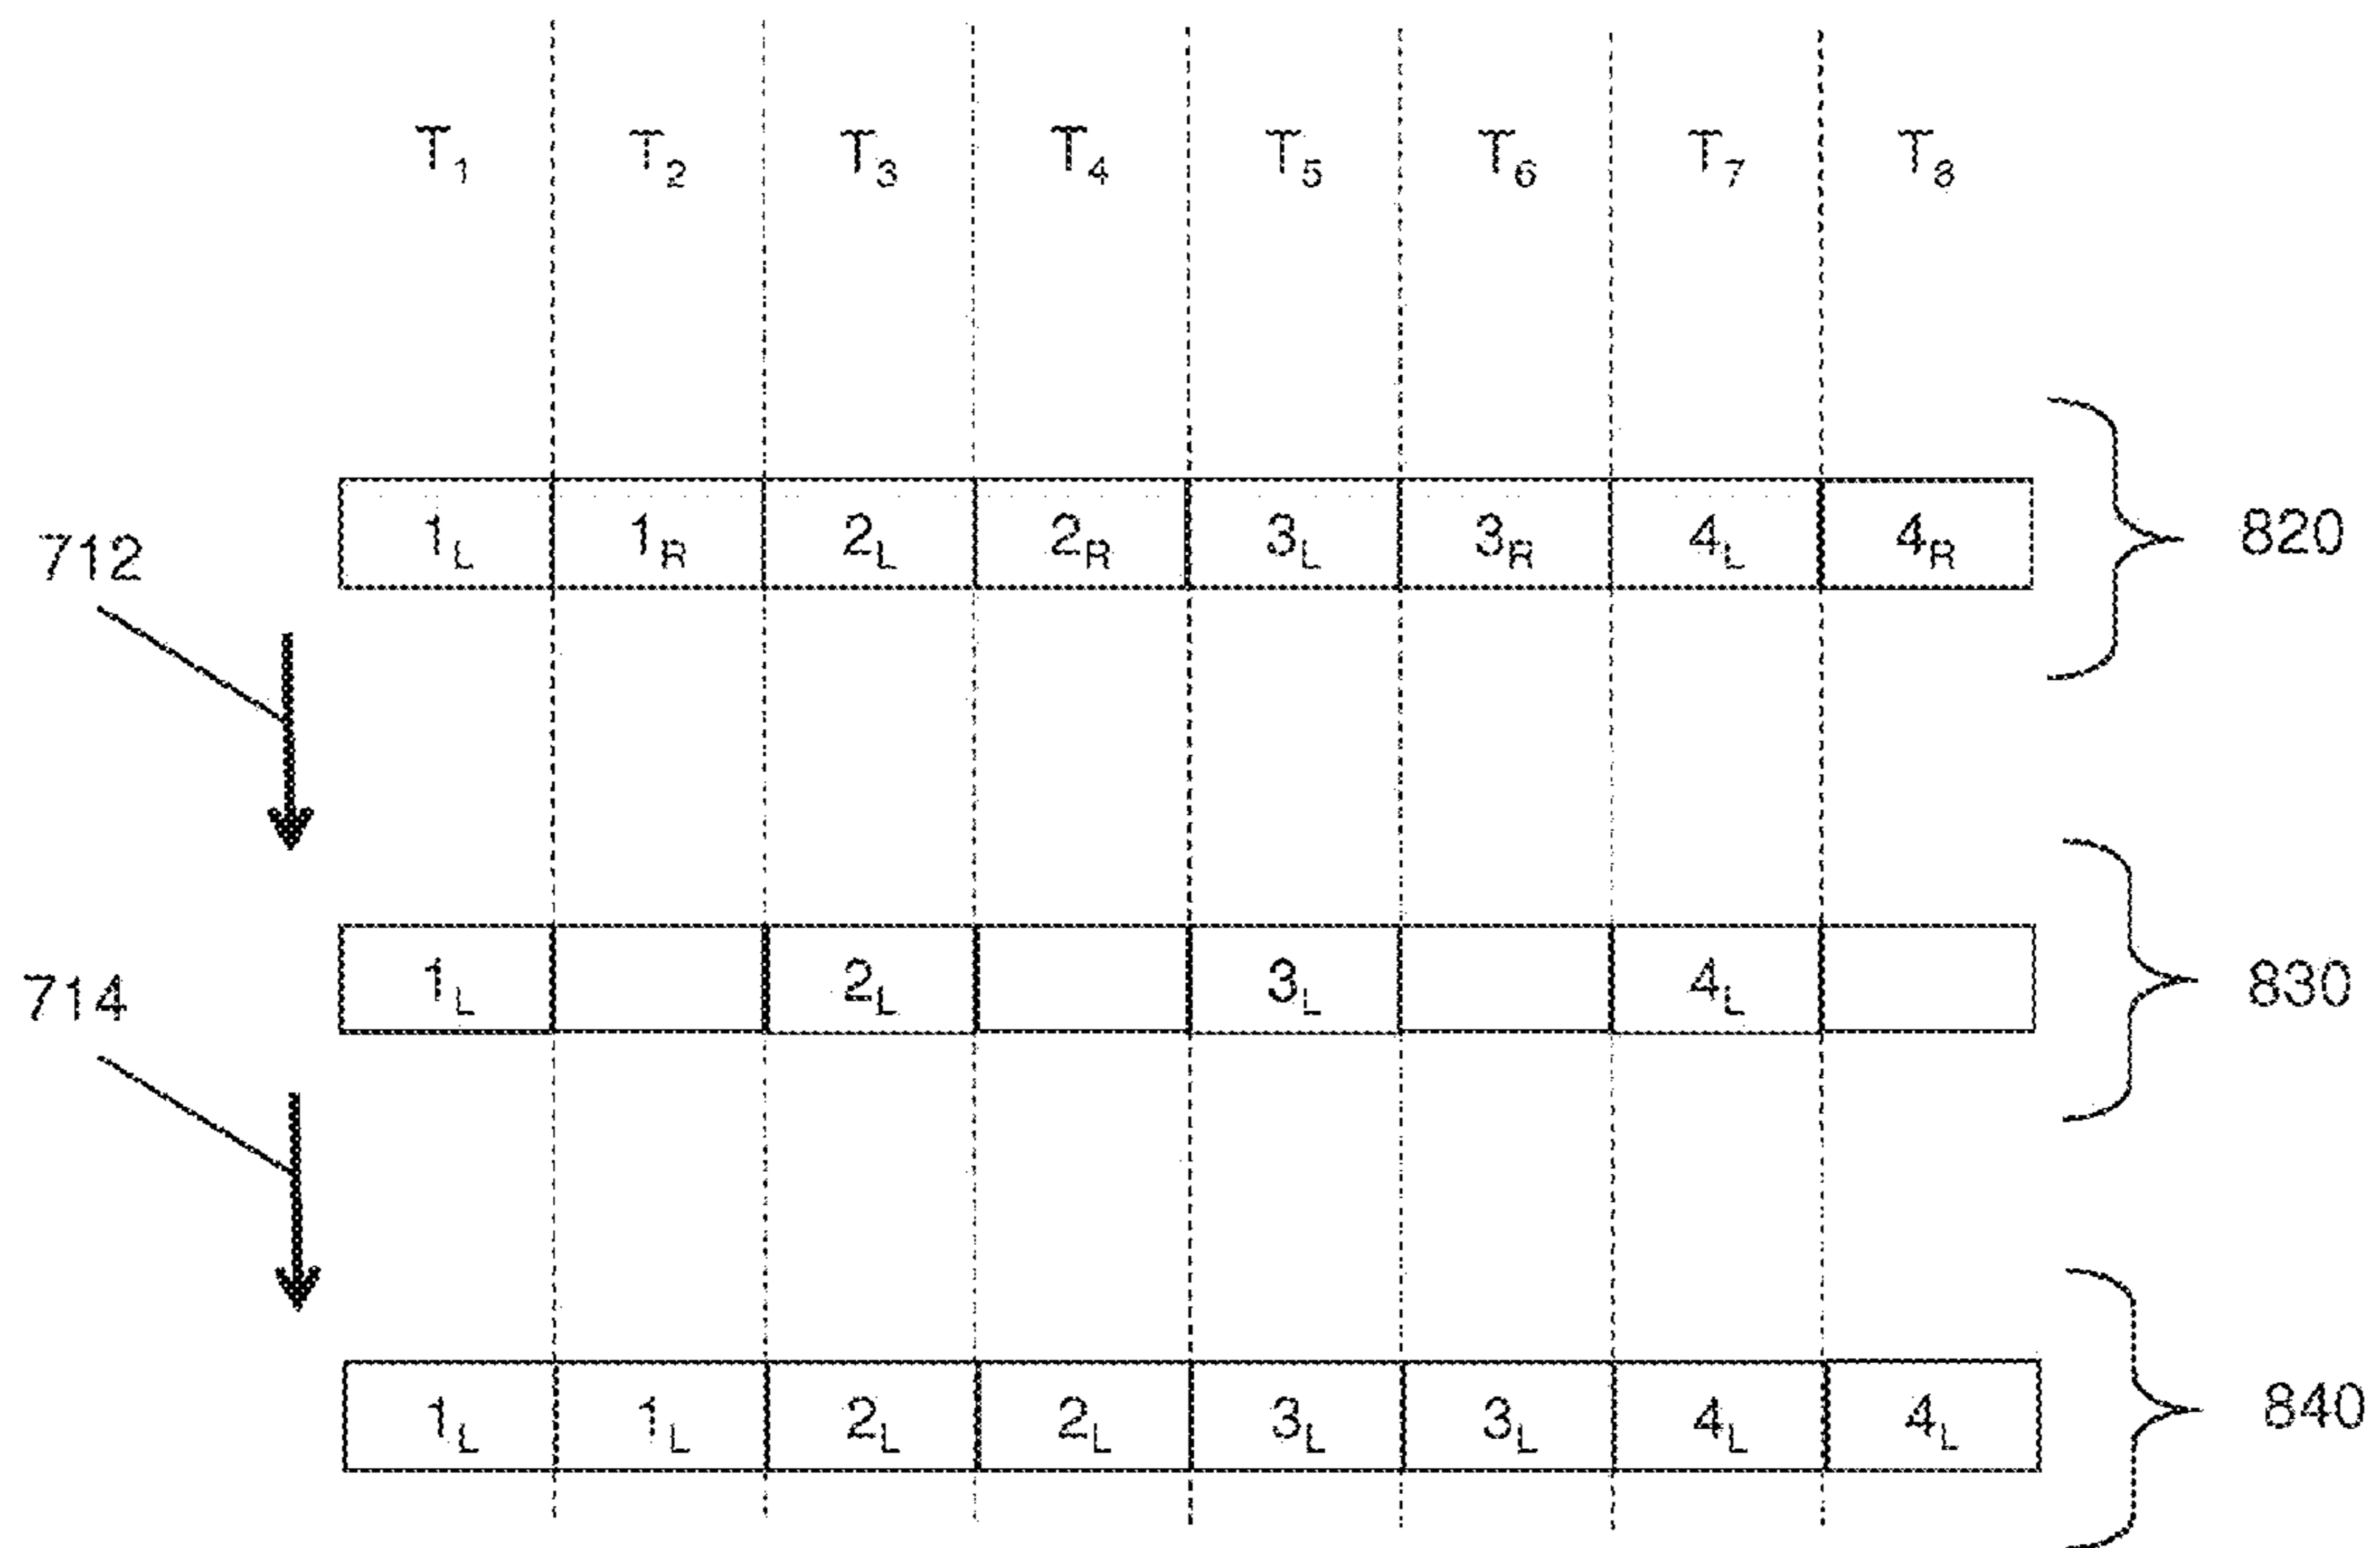 T₁ T₂ T₃ T₄ T₅ T₆ T₇ T₈
1L 1R 2L 2R 3L 3R 4L 4R 820
712
1L 2L 3L 4L 830
714
1L 1L 2L 2L 3L 3L 4L 4L 840